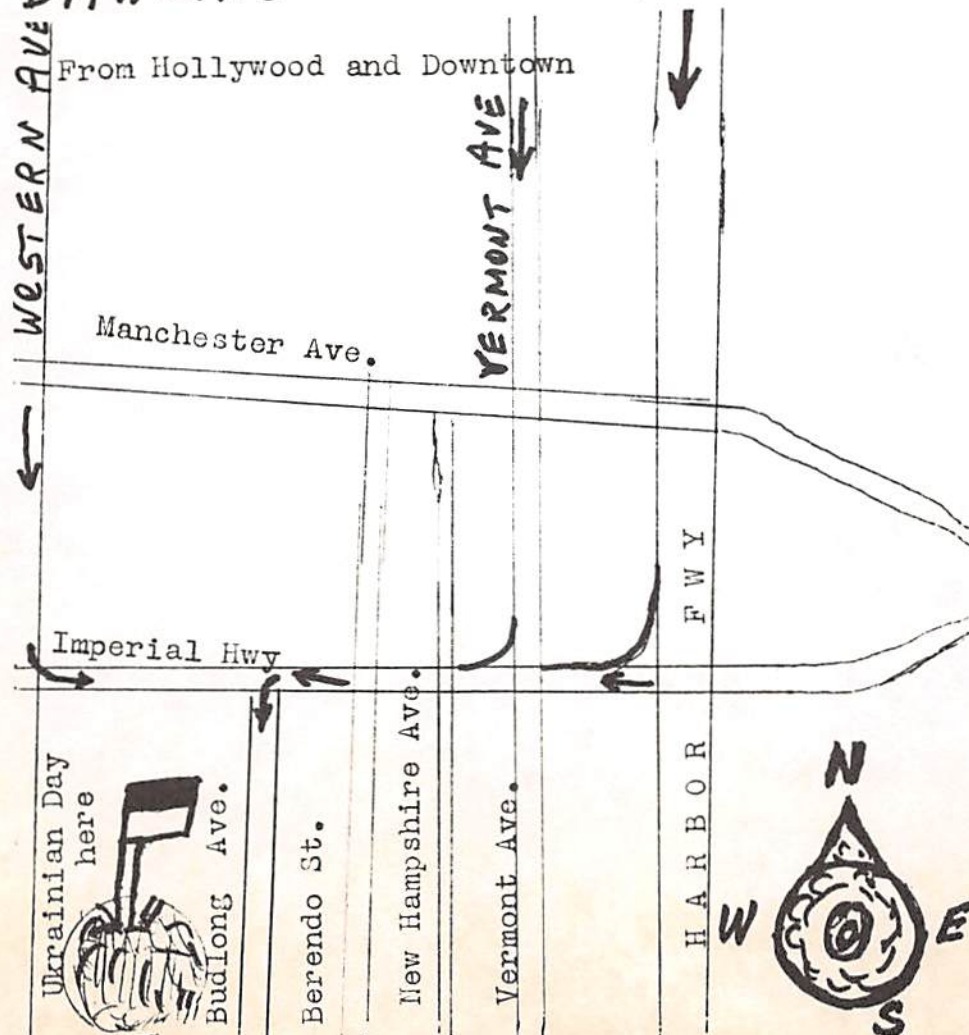 WESTERN AVE
From Hollywood and Downtown
VERMONT AVE
Manchester Ave.
HARBOR FWY
Imperial Hwy
Ukrainian Day
here
Budlong Ave.
Berendo St.
New Hampshire Ave.
Vermont Ave.
N
W
E
S